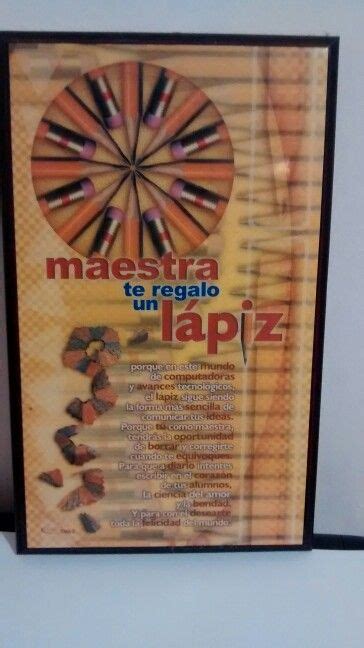 maestra
te regalo
un
lápiz
porque en este mundo
de computadoras
y avances tecnológicos,
el lápiz sigue siendo
la forma más sencilla de
comunicar tus ideas.
Porque tú como maestra,
tendrás la oportunidad
de borrar y corregirte
cuando te equivoques.
Para que a diario intentes
escribir en el corazón
de tus alumnos,
la ciencia del amor
y la bondad.
Y para con él desearte
toda la felicidad del mundo.